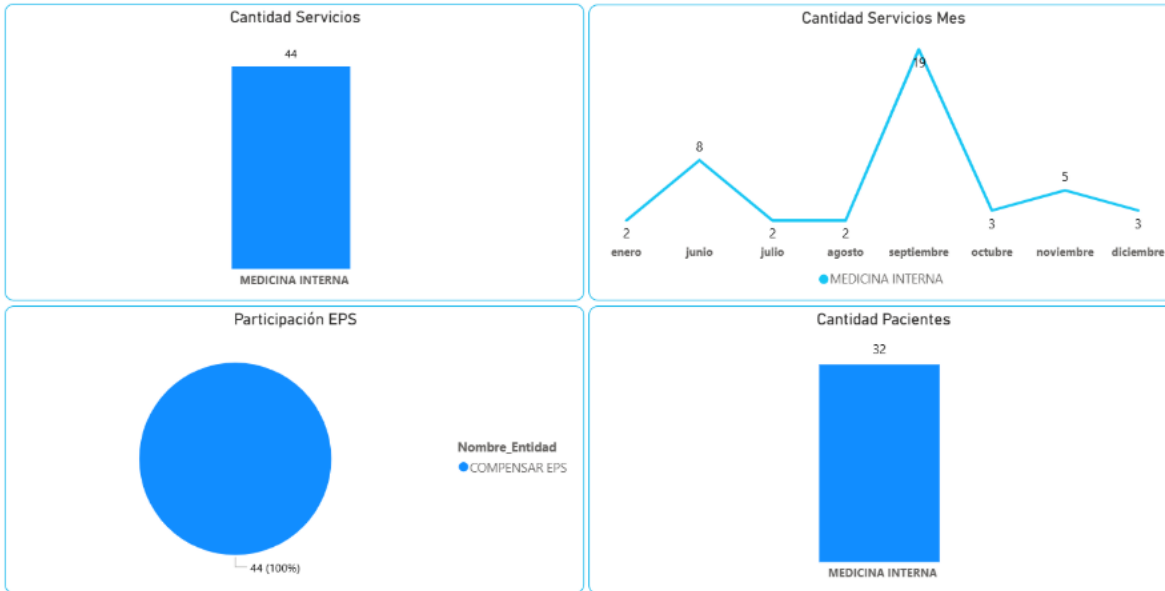 Cantidad Servicios
44
MEDICINA INTERNA
Cantidad Servicios Mes
19
8
5
2
2
2
3
3
enero junio julio agosto septiembre octubre noviembre diciembre
MEDICINA INTERNA
Participación EPS
Nombre_Entidad
COMPENSAR EPS
44 (100%)
Cantidad Pacientes
32
MEDICINA INTERNA